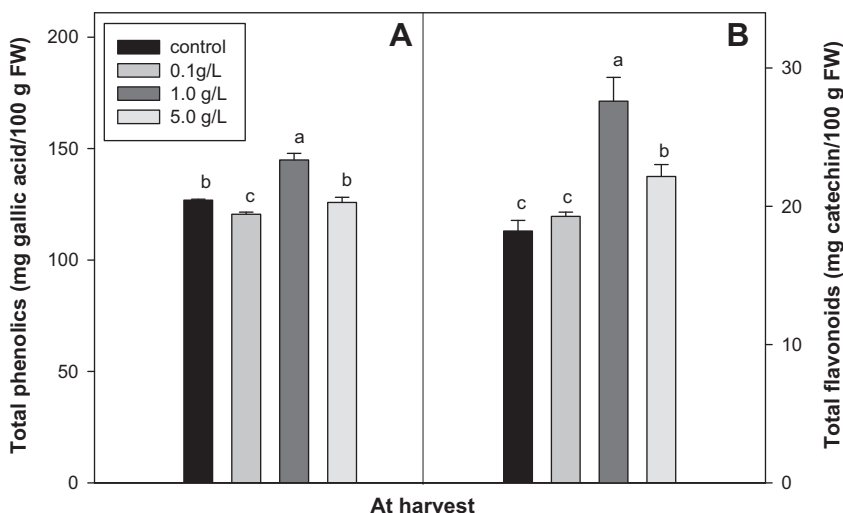 Total phenolics (mg gallic acid/100 g FW)
200
150
100
50
0
control
0.1g/L
1.0 g/L
5.0 g/L
A
b
c
a
b
B
c
c
a
b
30
20
10
0
Total flavonoids (mg catechin/100 g FW)
At harvest